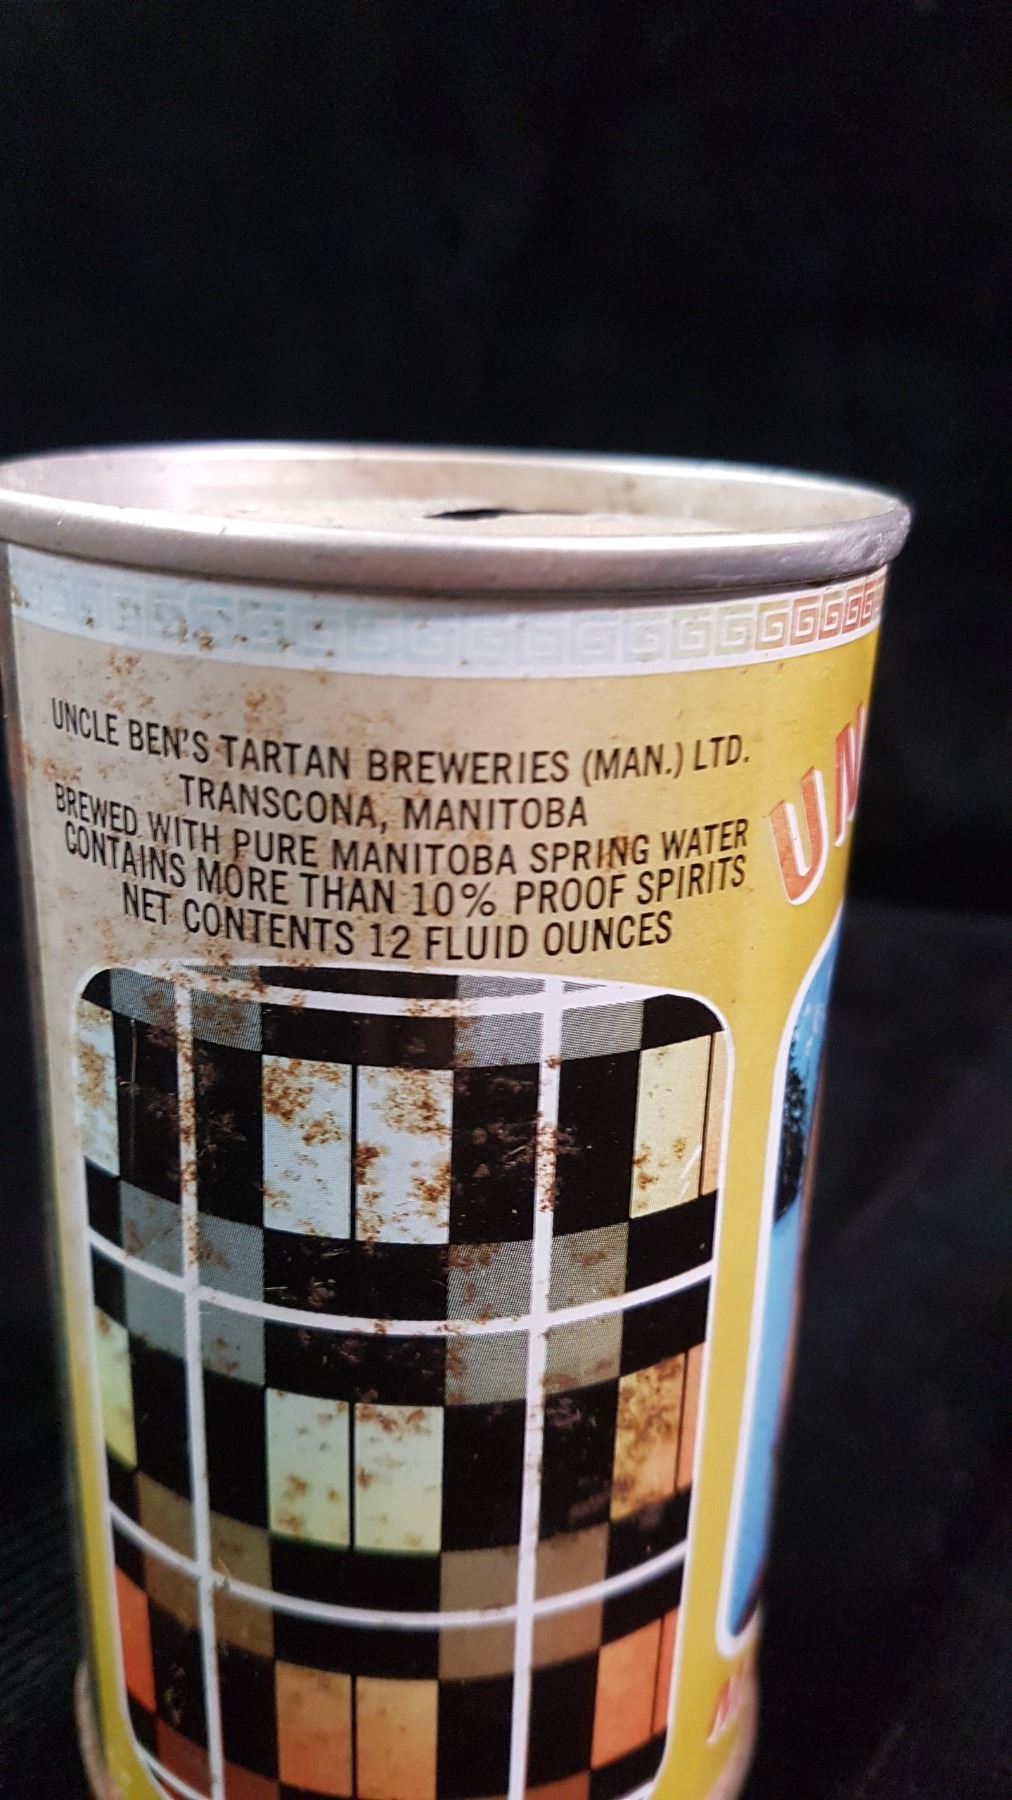 UNCLE BEN'S TARTAN BREWERIES (MAN.) LTD.
TRANSCONA, MANITOBA
BREWED WITH PURE MANITOBA SPRING WATER
CONTAINS MORE THAN 10% PROOF SPIRITS
NET CONTENTS 12 FLUID OUNCES